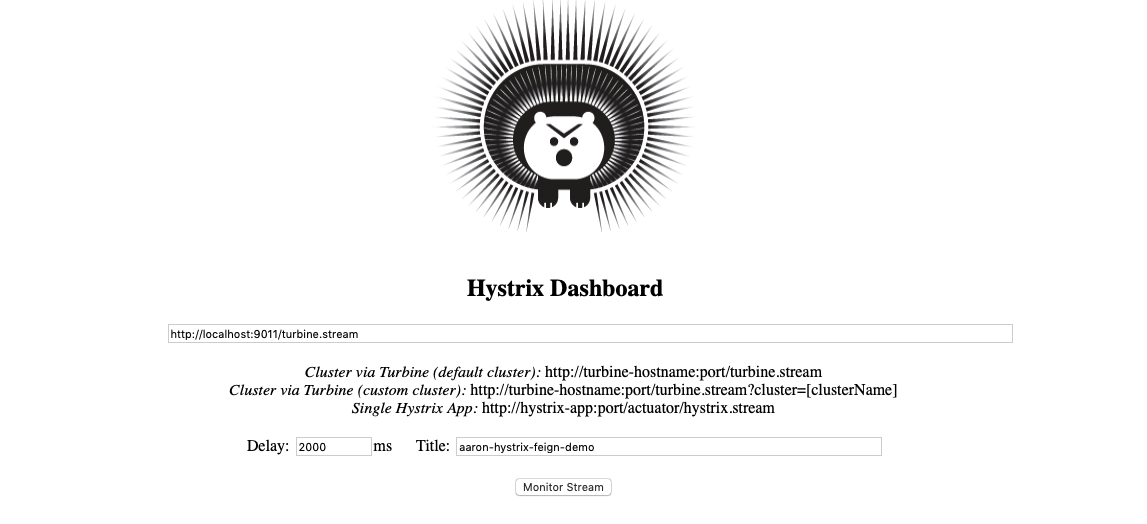 Hystrix Dashboard
http://localhost:9011/turbine.stream
Cluster via Turbine (default cluster): http://turbine-hostname:port/turbine.stream
Cluster via Turbine (custom cluster): http://turbine-hostname:port/turbine.stream?cluster=[clusterName]
Single Hystrix App: http://hystrix-app:port/actuator/hystrix.stream
Delay: 2000 ms Title: aaron-hystrix-feign-demo
Monitor Stream